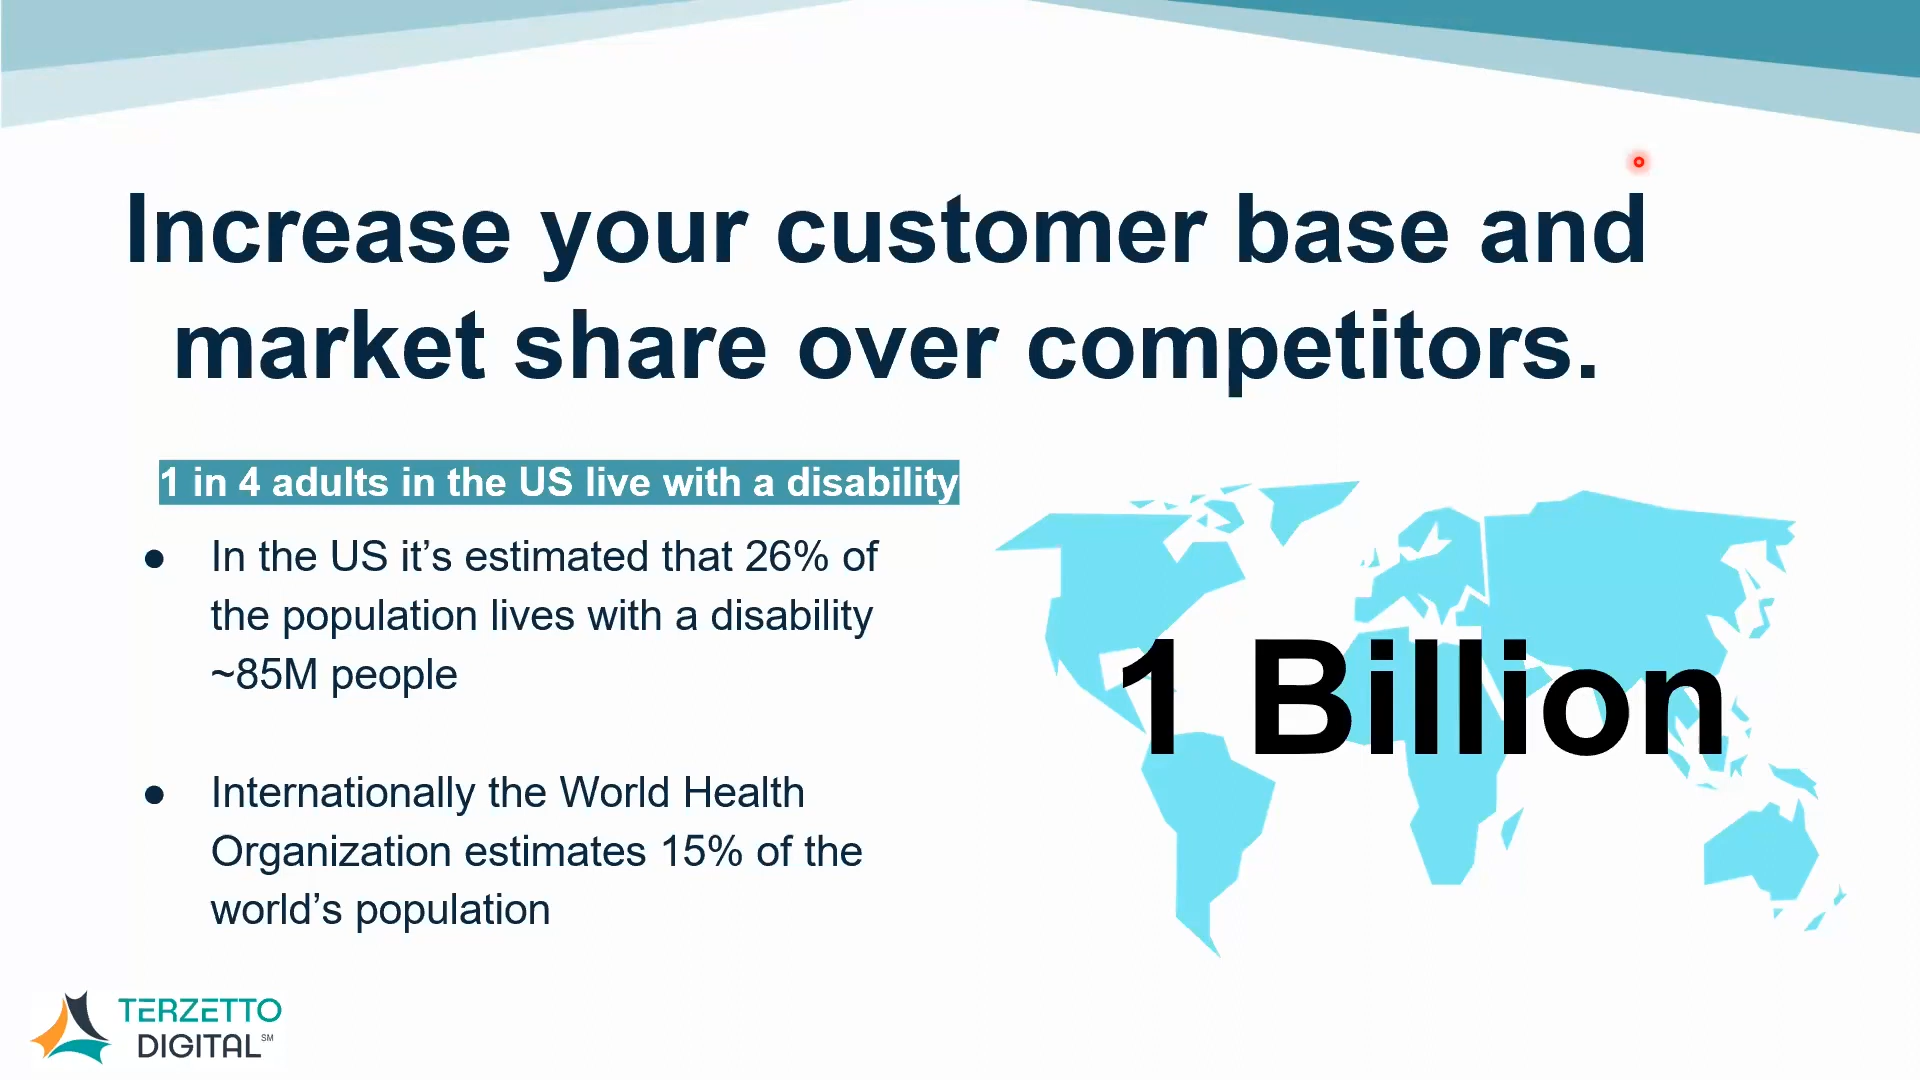 Increase your customer base and
market share over competitors.
1 in 4 adults in the US live with a disability
● In the US it’s estimated that 26% of
the population lives with a disability
~85M people
● Internationally the World Health
Organization estimates 15% of the
world’s population
1 Billion
TERZETTO
DIGITAL℠